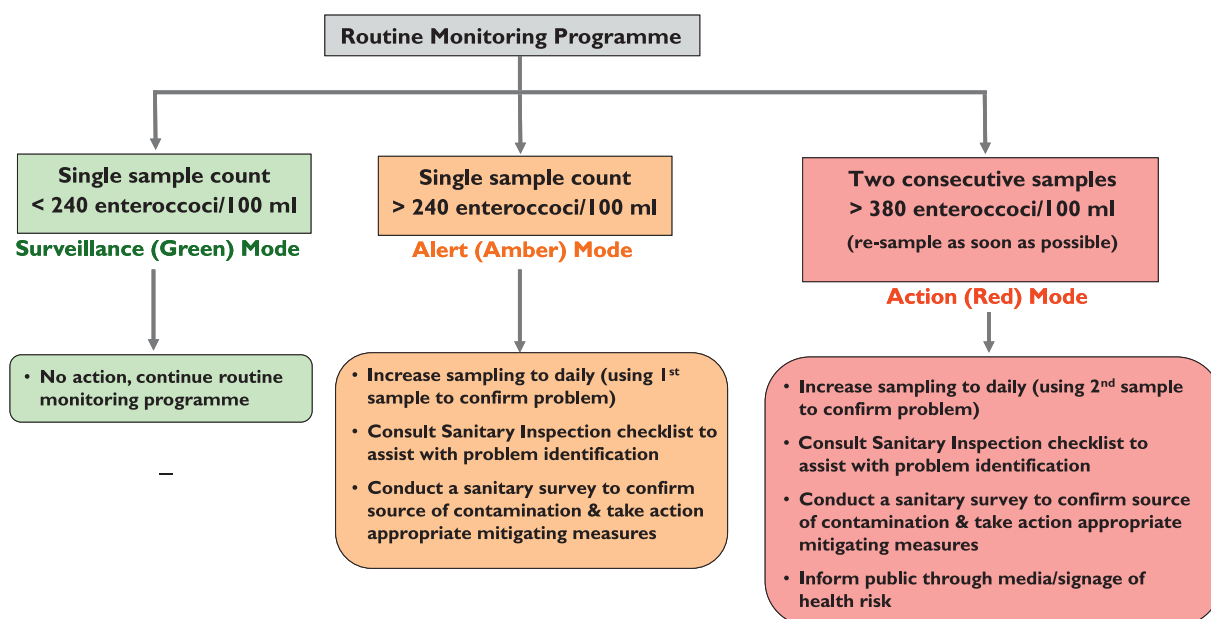 Routine Monitoring Programme
Single sample count
< 240 enteroccoci/100 ml
Surveillance (Green) Mode
• No action, continue routine
monitoring programme
–
Single sample count
> 240 enteroccoci/100 ml
Alert (Amber) Mode
• Increase sampling to daily (using 1st
sample to confirm problem)
• Consult Sanitary Inspection checklist to
assist with problem identification
• Conduct a sanitary survey to confirm
source of contamination & take action
appropriate mitigating measures
Two consecutive samples
> 380 enteroccoci/100 ml
(re-sample as soon as possible)
Action (Red) Mode
• Increase sampling to daily (using 2nd sample
to confirm problem)
• Consult Sanitary Inspection checklist to
assist with problem identification
• Conduct a sanitary survey to confirm source
of contamination & take action appropriate
mitigating measures
• Inform public through media/signage of
health risk